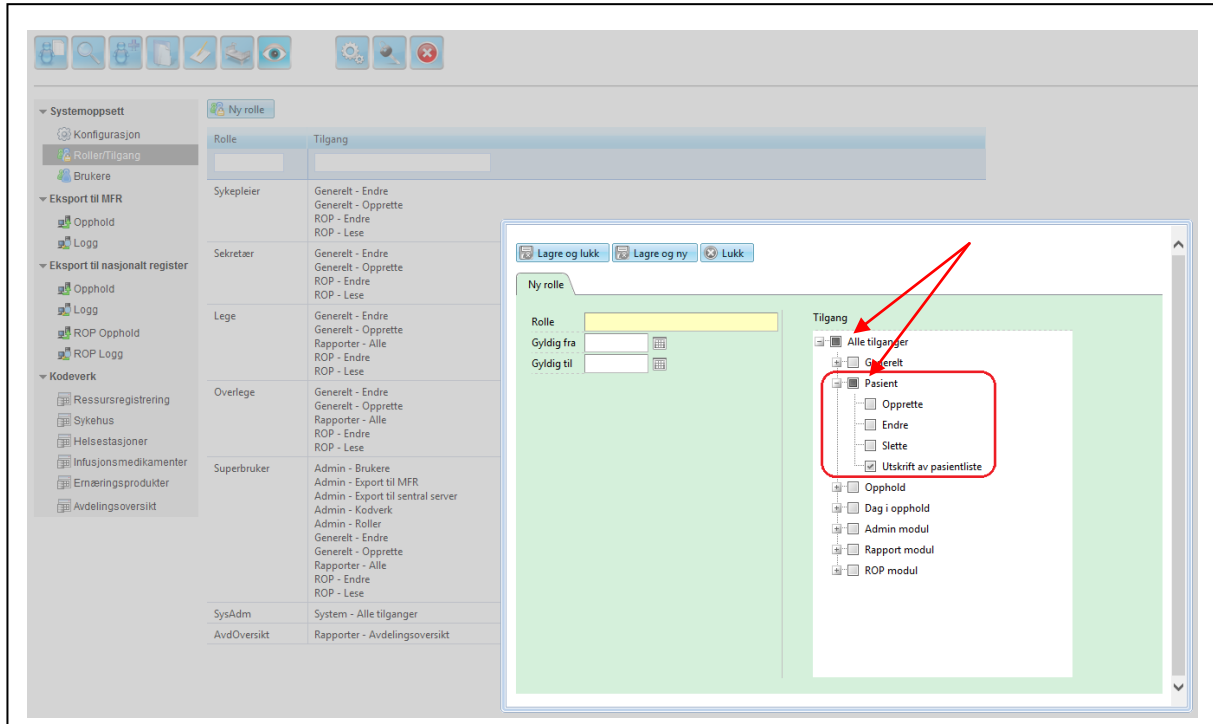 Systemoppsett
Konfigurasjon
Roller/Tilgang
Brukere
Eksport til MFR
Opphold
Logg
Eksport til nasjonalt register
Opphold
Logg
ROP Opphold
ROP Logg
Kodeverk
Ressursregistrering
Sykehus
Helsestasjoner
Infusjonsmedikamenter
Ernæringsprodukter
Avdelingsoversikt
Ny rolle
Rolle Tilgang
Sykepleier Generelt - Endre
Generelt - Opprette
ROP - Endre
ROP - Lese
Sekretær Generelt - Endre
Generelt - Opprette
ROP - Endre
ROP - Lese
Lege Generelt - Endre
Generelt - Opprette
Rapporter - Alle
ROP - Endre
ROP - Lese
Overlege Generelt - Endre
Generelt - Opprette
Rapporter - Alle
ROP - Endre
ROP - Lese
Superbruker Admin - Brukere
Admin - Export til MFR
Admin - Export til sentral server
Admin - Kodverk
Admin - Roller
Generelt - Endre
Generelt - Opprette
Rapporter - Alle
ROP - Endre
ROP - Lese
SysAdm System - Alle tilganger
AvdOversikt Rapporter - Avdelingsoversikt
Lagre og lukk Lagre og ny Lukk
Ny rolle
Rolle
Gyldig fra
Gyldig til
Tilgang
Alle tilganger
Generelt
Pasient
Opprette
Endre
Slette
Utskrift av pasientliste
Opphold
Dag i opphold
Admin modul
Rapport modul
ROP modul